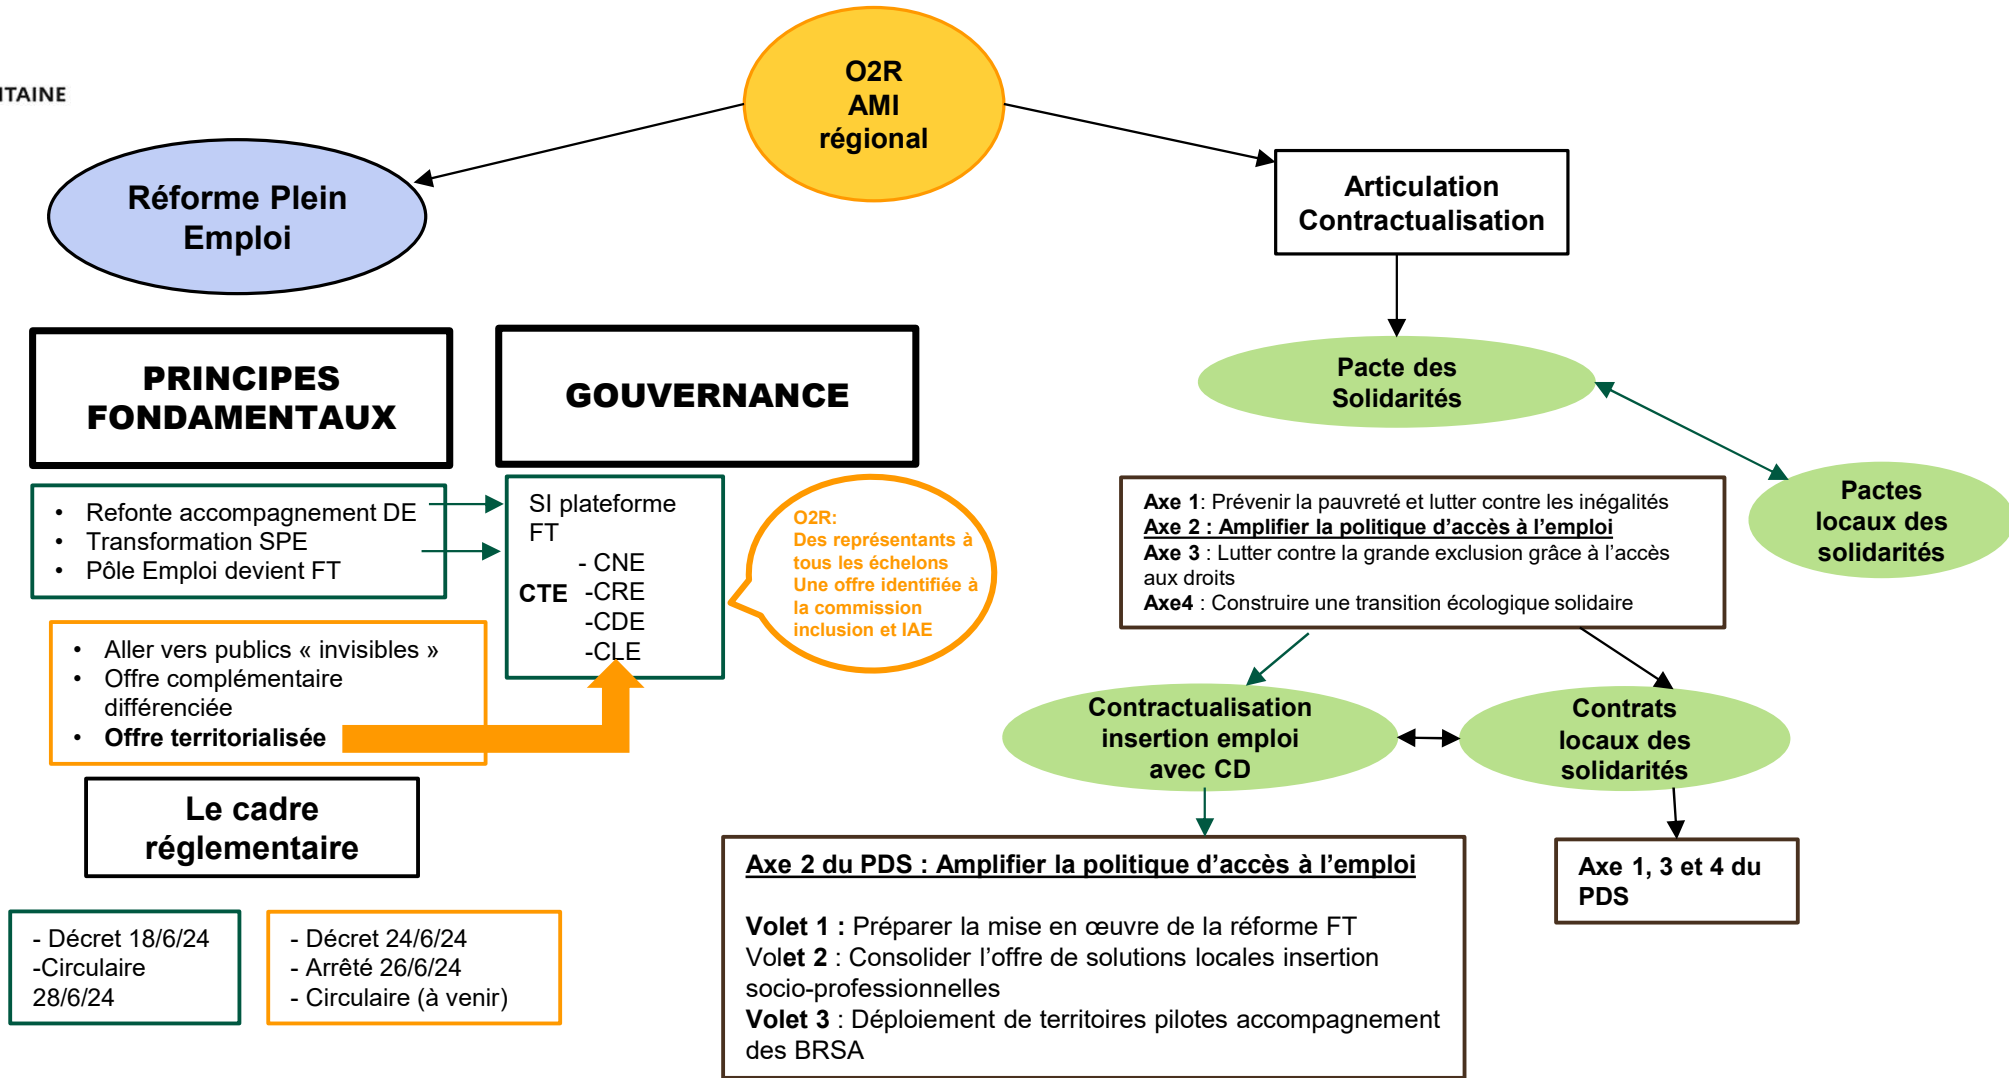 O2R
AMI
régional
Réforme Plein
Emploi
Articulation
Contractualisation
PRINCIPES
FONDAMENTAUX
GOUVERNANCE
Pacte des
Solidarités
Pactes
locaux des
solidarités
• Refonte accompagnement DE
• Transformation SPE
• Pôle Emploi devient FT
SI plateforme
FT
- CNE
CTE -CRE
-CDE
-CLE
O2R:
Des représentants à
tous les échelons
Une offre identifiée à
la commission
inclusion et IAE
Axe 1: Prévenir la pauvreté et lutter contre les inégalités
Axe 2 : Amplifier la politique d’accès à l’emploi
Axe 3 : Lutter contre la grande exclusion grâce à l’accès
aux droits
Axe4 : Construire une transition écologique solidaire
• Aller vers publics « invisibles »
• Offre complémentaire
différenciée
• Offre territorialisée
Contractualisation
insertion emploi
avec CD
Contrats
locaux des
solidarités
Le cadre
réglementaire
- Décret 18/6/24
-Circulaire
28/6/24
- Décret 24/6/24
- Arrêté 26/6/24
- Circulaire (à venir)
Axe 2 du PDS : Amplifier la politique d’accès à l’emploi
Volet 1 : Préparer la mise en œuvre de la réforme FT
Volet 2 : Consolider l’offre de solutions locales insertion
socio-professionnelles
Volet 3 : Déploiement de territoires pilotes accompagnement
des BRSA
Axe 1, 3 et 4 du
PDS